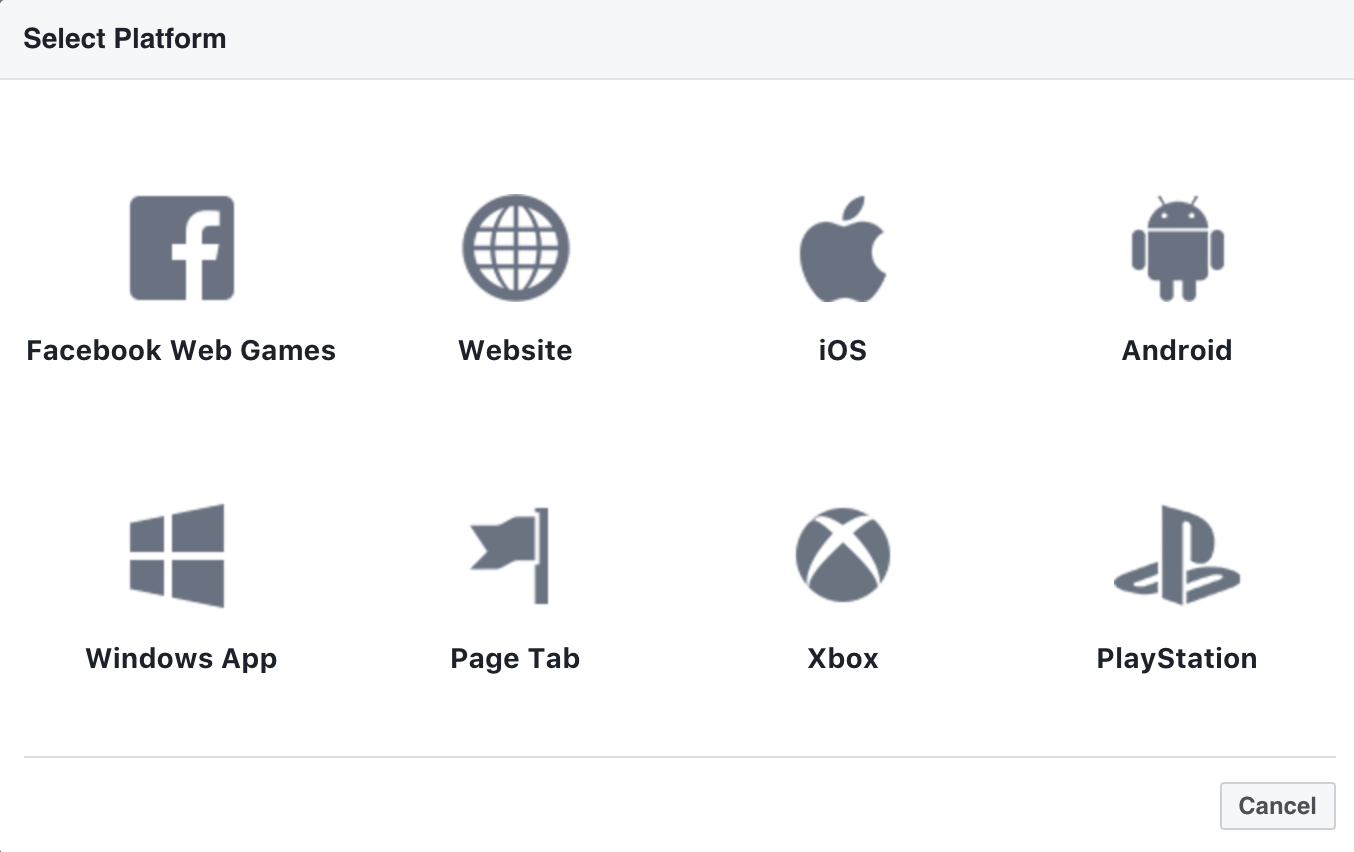 Select Platform
Facebook Web Games
Website
iOS
Android
Windows App
Page Tab
Xbox
PlayStation
Cancel